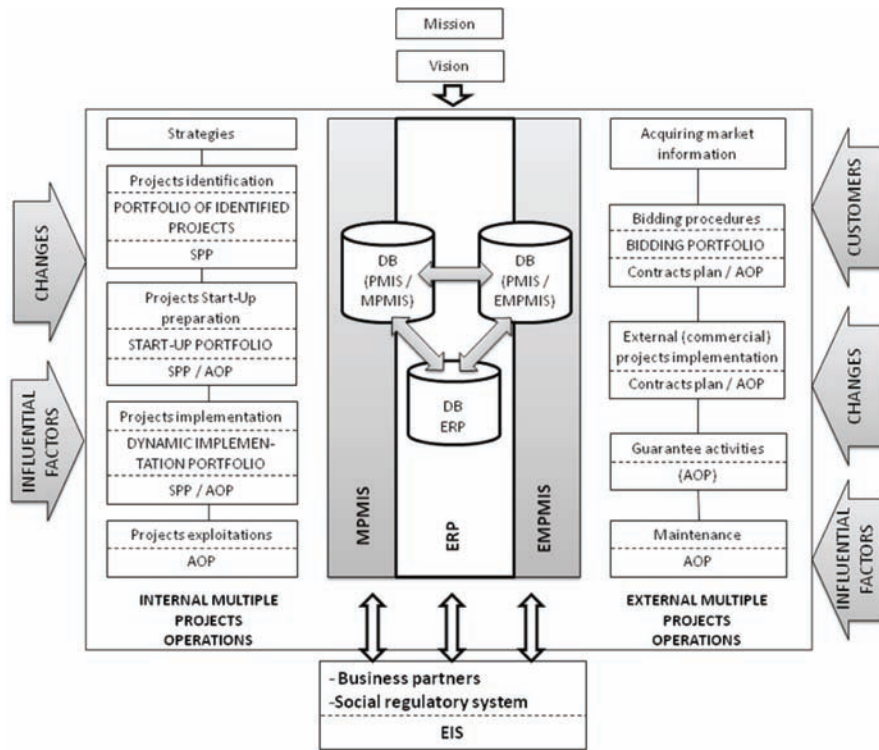 Mission
Vision
Strategies
Projects identification
PORTFOLIO OF IDENTIFIED
PROJECTS
SPP
Projects Start-Up
preparation
START-UP PORTFOLIO
SPP / AOP
Projects implementation
DYNAMIC IMPLEMEN-
TATION PORTFOLIO
SPP / AOP
Projects exploitations
AOP
INTERNAL MULTIPLE
PROJECTS
OPERATIONS
CHANGES
INFLUENTIAL
FACTORS
DB
(PMIS /
MPMIS)
DB
(PMIS /
EMPMIS)
DB
ERP
MPMIS
ERP
EMPMIS
Acquiring market
information
Bidding procedures
BIDDING PORTFOLIO
Contracts plan / AOP
External (commercial)
projects implementation
Contracts plan / AOP
Guarantee activities
(AOP)
Maintenance
AOP
EXTERNAL MULTIPLE
PROJECTS
OPERATIONS
CUSTOMERS
CHANGES
INFLUENTIAL
FACTORS
-Business partners
-Social regulatory system
EIS